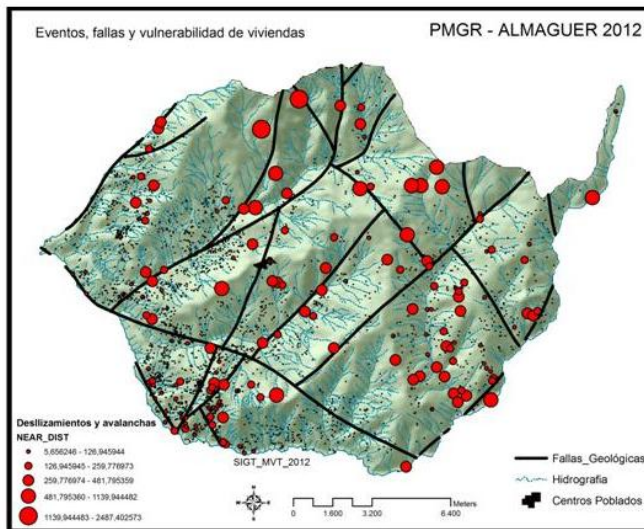 Eventos, fallas y vulnerabilidad de viviendas
PMGR - ALMAGUER 2012
Desllizamientos y avalanchas
NEAR_DIST
5,656246 - 126,945944
126,945945 - 259,776973
259,776974 - 481,795359
481,795360 - 1139,944482
1139,944483 - 2487,402573
SIGT_MVT_2012
Meters
0 1.600 3.200 6.400
Fallas_Geológicas
Hidrografia
Centros Poblados